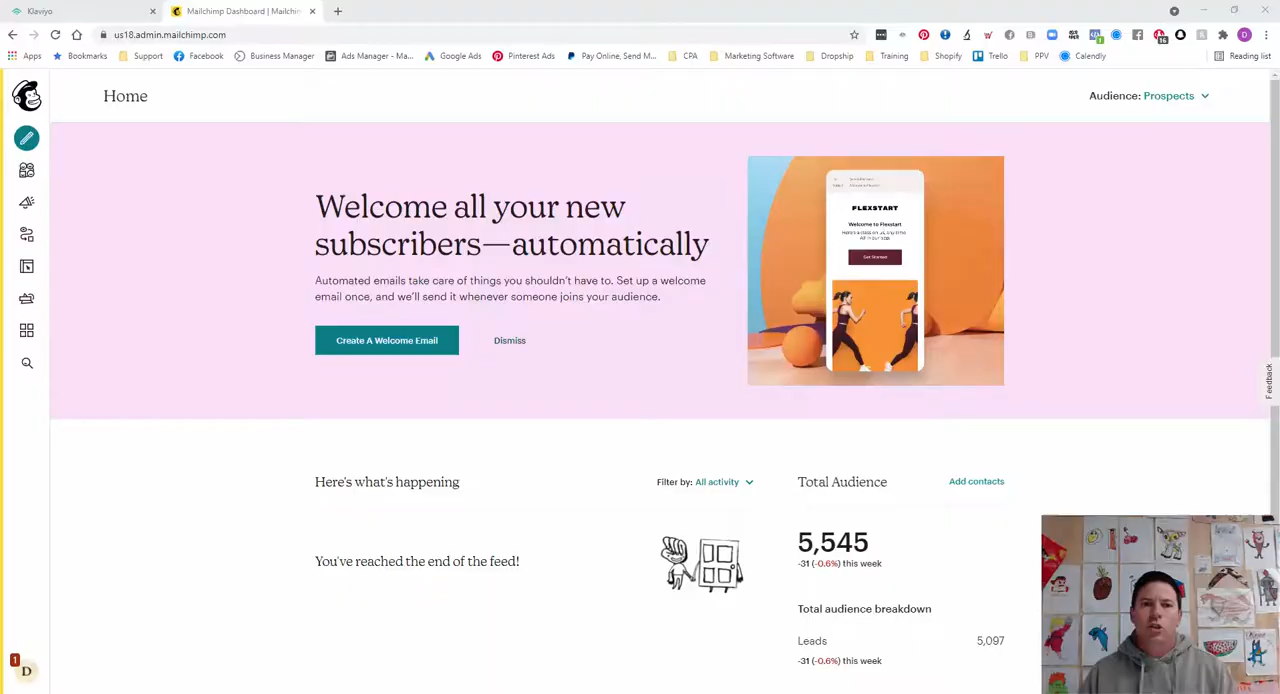 Klaviyo
Mailchimp Dashboard | Mailchim
us18.admin.mailchimp.com
Apps
Bookmarks
Support
Facebook
Business Manager
Ads Manager - Ma...
Google Ads
Pinterest Ads
Pay Online, Send M...
CPA
Marketing Software
Dropship
Training
Shopify
Trello
PPV
Calendly
Reading list
Home
Audience: Prospects
Welcome all your new
subscribers—automatically
Automated emails take care of things you shouldn't have to. Set up a welcome
email once, and we'll send it whenever someone joins your audience.
Create A Welcome Email
Dismiss
FLEXSTART
Welcome to Flexstart
Get Started
Feedback
Here's what's happening
Filter by: All activity
You've reached the end of the feed!
Total Audience
Add contacts
5,545
-31 (-0.6%) this week
Total audience breakdown
Leads
5,097
-31 (-0.6%) this week
1
D